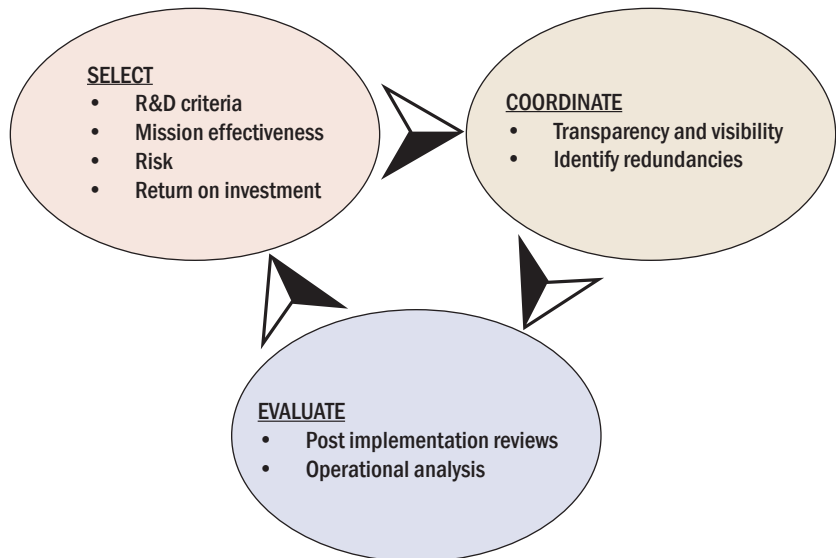 SELECT
• R&D criteria
• Mission effectiveness
• Risk
• Return on investment
COORDINATE
• Transparency and visibility
• Identify redundancies
EVALUATE
• Post implementation reviews
• Operational analysis